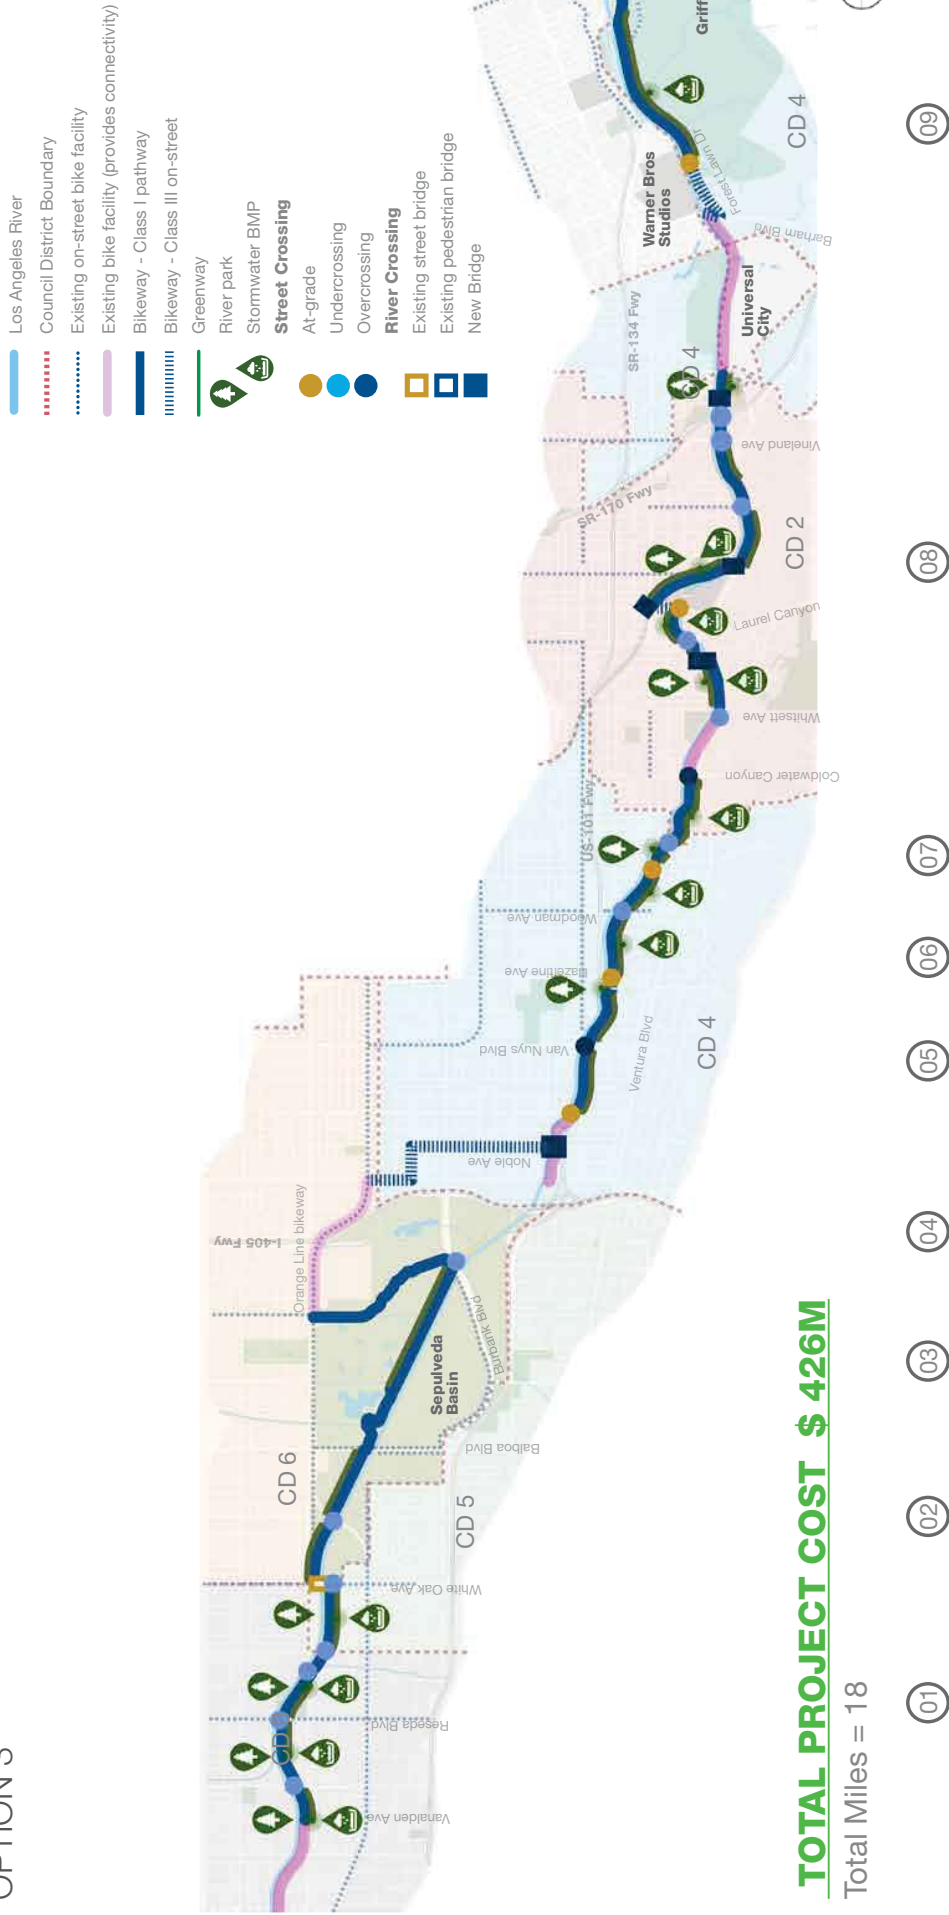 OPTION 3
Los Angeles River
Council District Boundary
Existing on-street bike facility
Existing bike facility (provides connectivity)
Bikeway - Class I pathway
Bikeway - Class III on-street
Greenway
River park
Stormwater BMP
Street Crossing
At-grade
Undercrossing
Overcrossing
River Crossing
Existing street bridge
Existing pedestrian bridge
New Bridge
Vanalden Ave
Reseda Blvd
White Oak Ave
CD 6
CD 5
Balboa Blvd
Sepulveda
Basin
Burbank Blvd
Orange Line bikeway
I-405 Fwy
Noble Ave
Van Nuys Blvd
Hazeltine Ave
Woodman Ave
Ventura Blvd
CD 4
US-101 Fwy
Coldwater Canyon
Whitsett Ave
Laurel Canyon
CD 2
SR-170 Fwy
Vineland Ave
SR-134 Fwy
CD 4
Universal
City
Barham Blvd
Warner Bros
Studios
Forest Lawn Dr
CD 4
Griff
TOTAL PROJECT COST $ 426M
Total Miles = 18
01
02
03
04
05
06
07
08
09